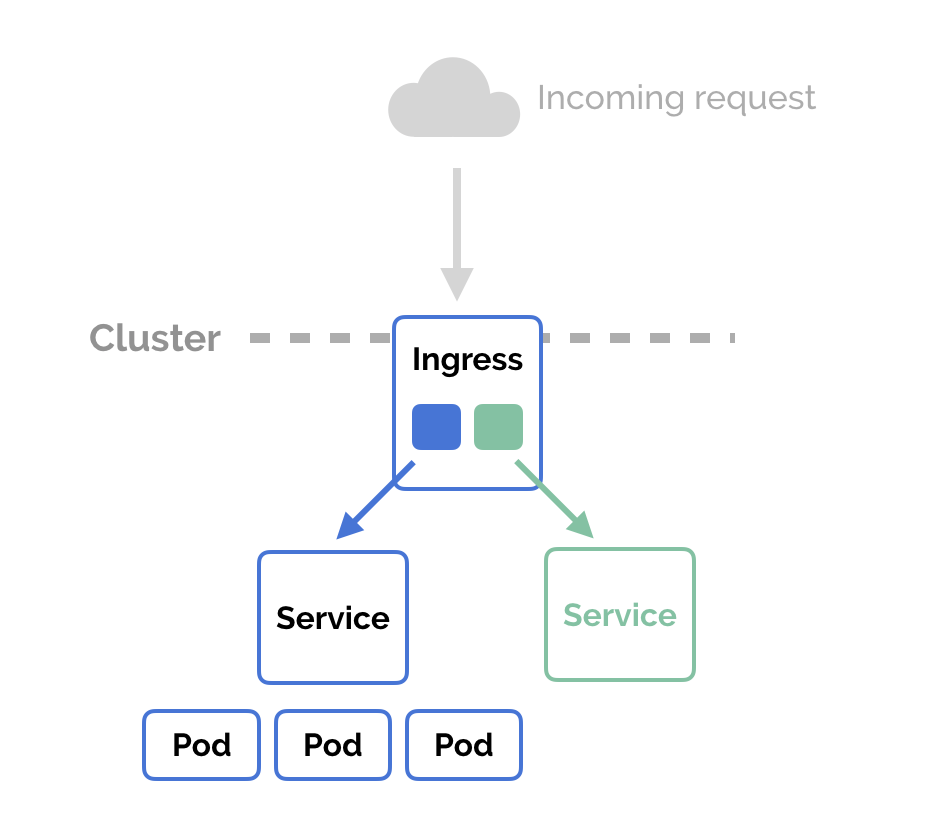 Incoming request
Cluster
Ingress
Service
Service
Pod
Pod
Pod